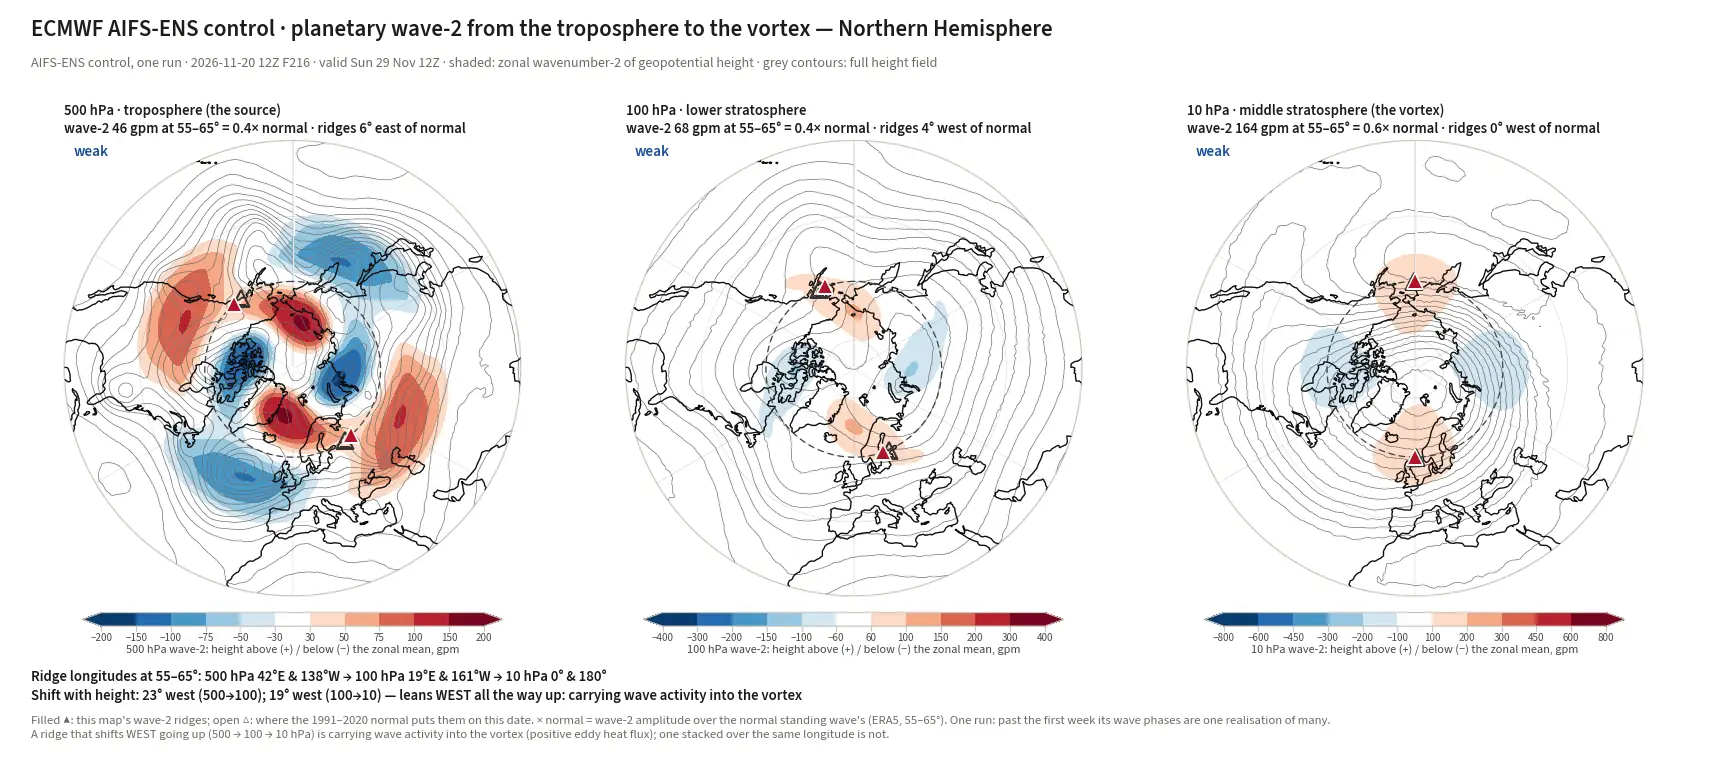 ECMWF AIFS-ENS control · planetary wave-2 from the troposphere to the vortex — Northern Hemisphere
AIFS-ENS control, one run · 2026-11-20 12Z F216 · valid Sun 29 Nov 12Z · shaded: zonal wavenumber-2 of geopotential height · grey contours: full height field
500 hPa · troposphere (the source)
wave-2 46 gpm at 55–65° = 0.4× normal · ridges 6° east of normal
weak
100 hPa · lower stratosphere
wave-2 68 gpm at 55–65° = 0.4× normal · ridges 4° west of normal
weak
10 hPa · middle stratosphere (the vortex)
wave-2 164 gpm at 55–65° = 0.6× normal · ridges 0° west of normal
weak
−200 −150 −100 −75 −50 −30 30 50 75 100 150 200
500 hPa wave-2: height above (+) / below (−) the zonal mean, gpm
−400 −300 −200 −150 −100 −60 60 100 150 200 300 400
100 hPa wave-2: height above (+) / below (−) the zonal mean, gpm
−800 −600 −450 −300 −200 −100 100 200 300 450 600 800
10 hPa wave-2: height above (+) / below (−) the zonal mean, gpm
Ridge longitudes at 55–65°: 500 hPa 42°E & 138°W → 100 hPa 19°E & 161°W → 10 hPa 0° & 180°
Shift with height: 23° west (500→100); 19° west (100→10) — leans WEST all the way up: carrying wave activity into the vortex
Filled ▲: this map's wave-2 ridges; open △: where the 1991–2020 normal puts them on this date. × normal = wave-2 amplitude over the normal standing wave's (ERA5, 55–65°). One run: past the first week its wave phases are one realisation of many.
A ridge that shifts WEST going up (500 → 100 → 10 hPa) is carrying wave activity into the vortex (positive eddy heat flux); one stacked over the same longitude is not.